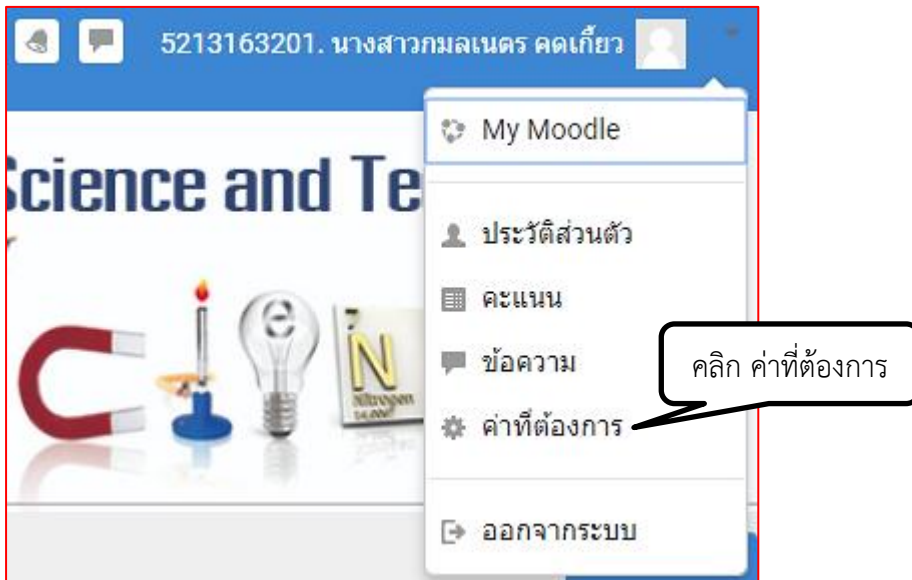 5213163201. นางสาวกมลเนตร คดเกี้ยว
My Moodle
Science and Te
ประวัติส่วนตัว
คะแนน
ข้อความ
ค่าที่ต้องการ
คลิก ค่าที่ต้องการ
7
e
N
Nitrogen
14.007
ออกจากระบบ